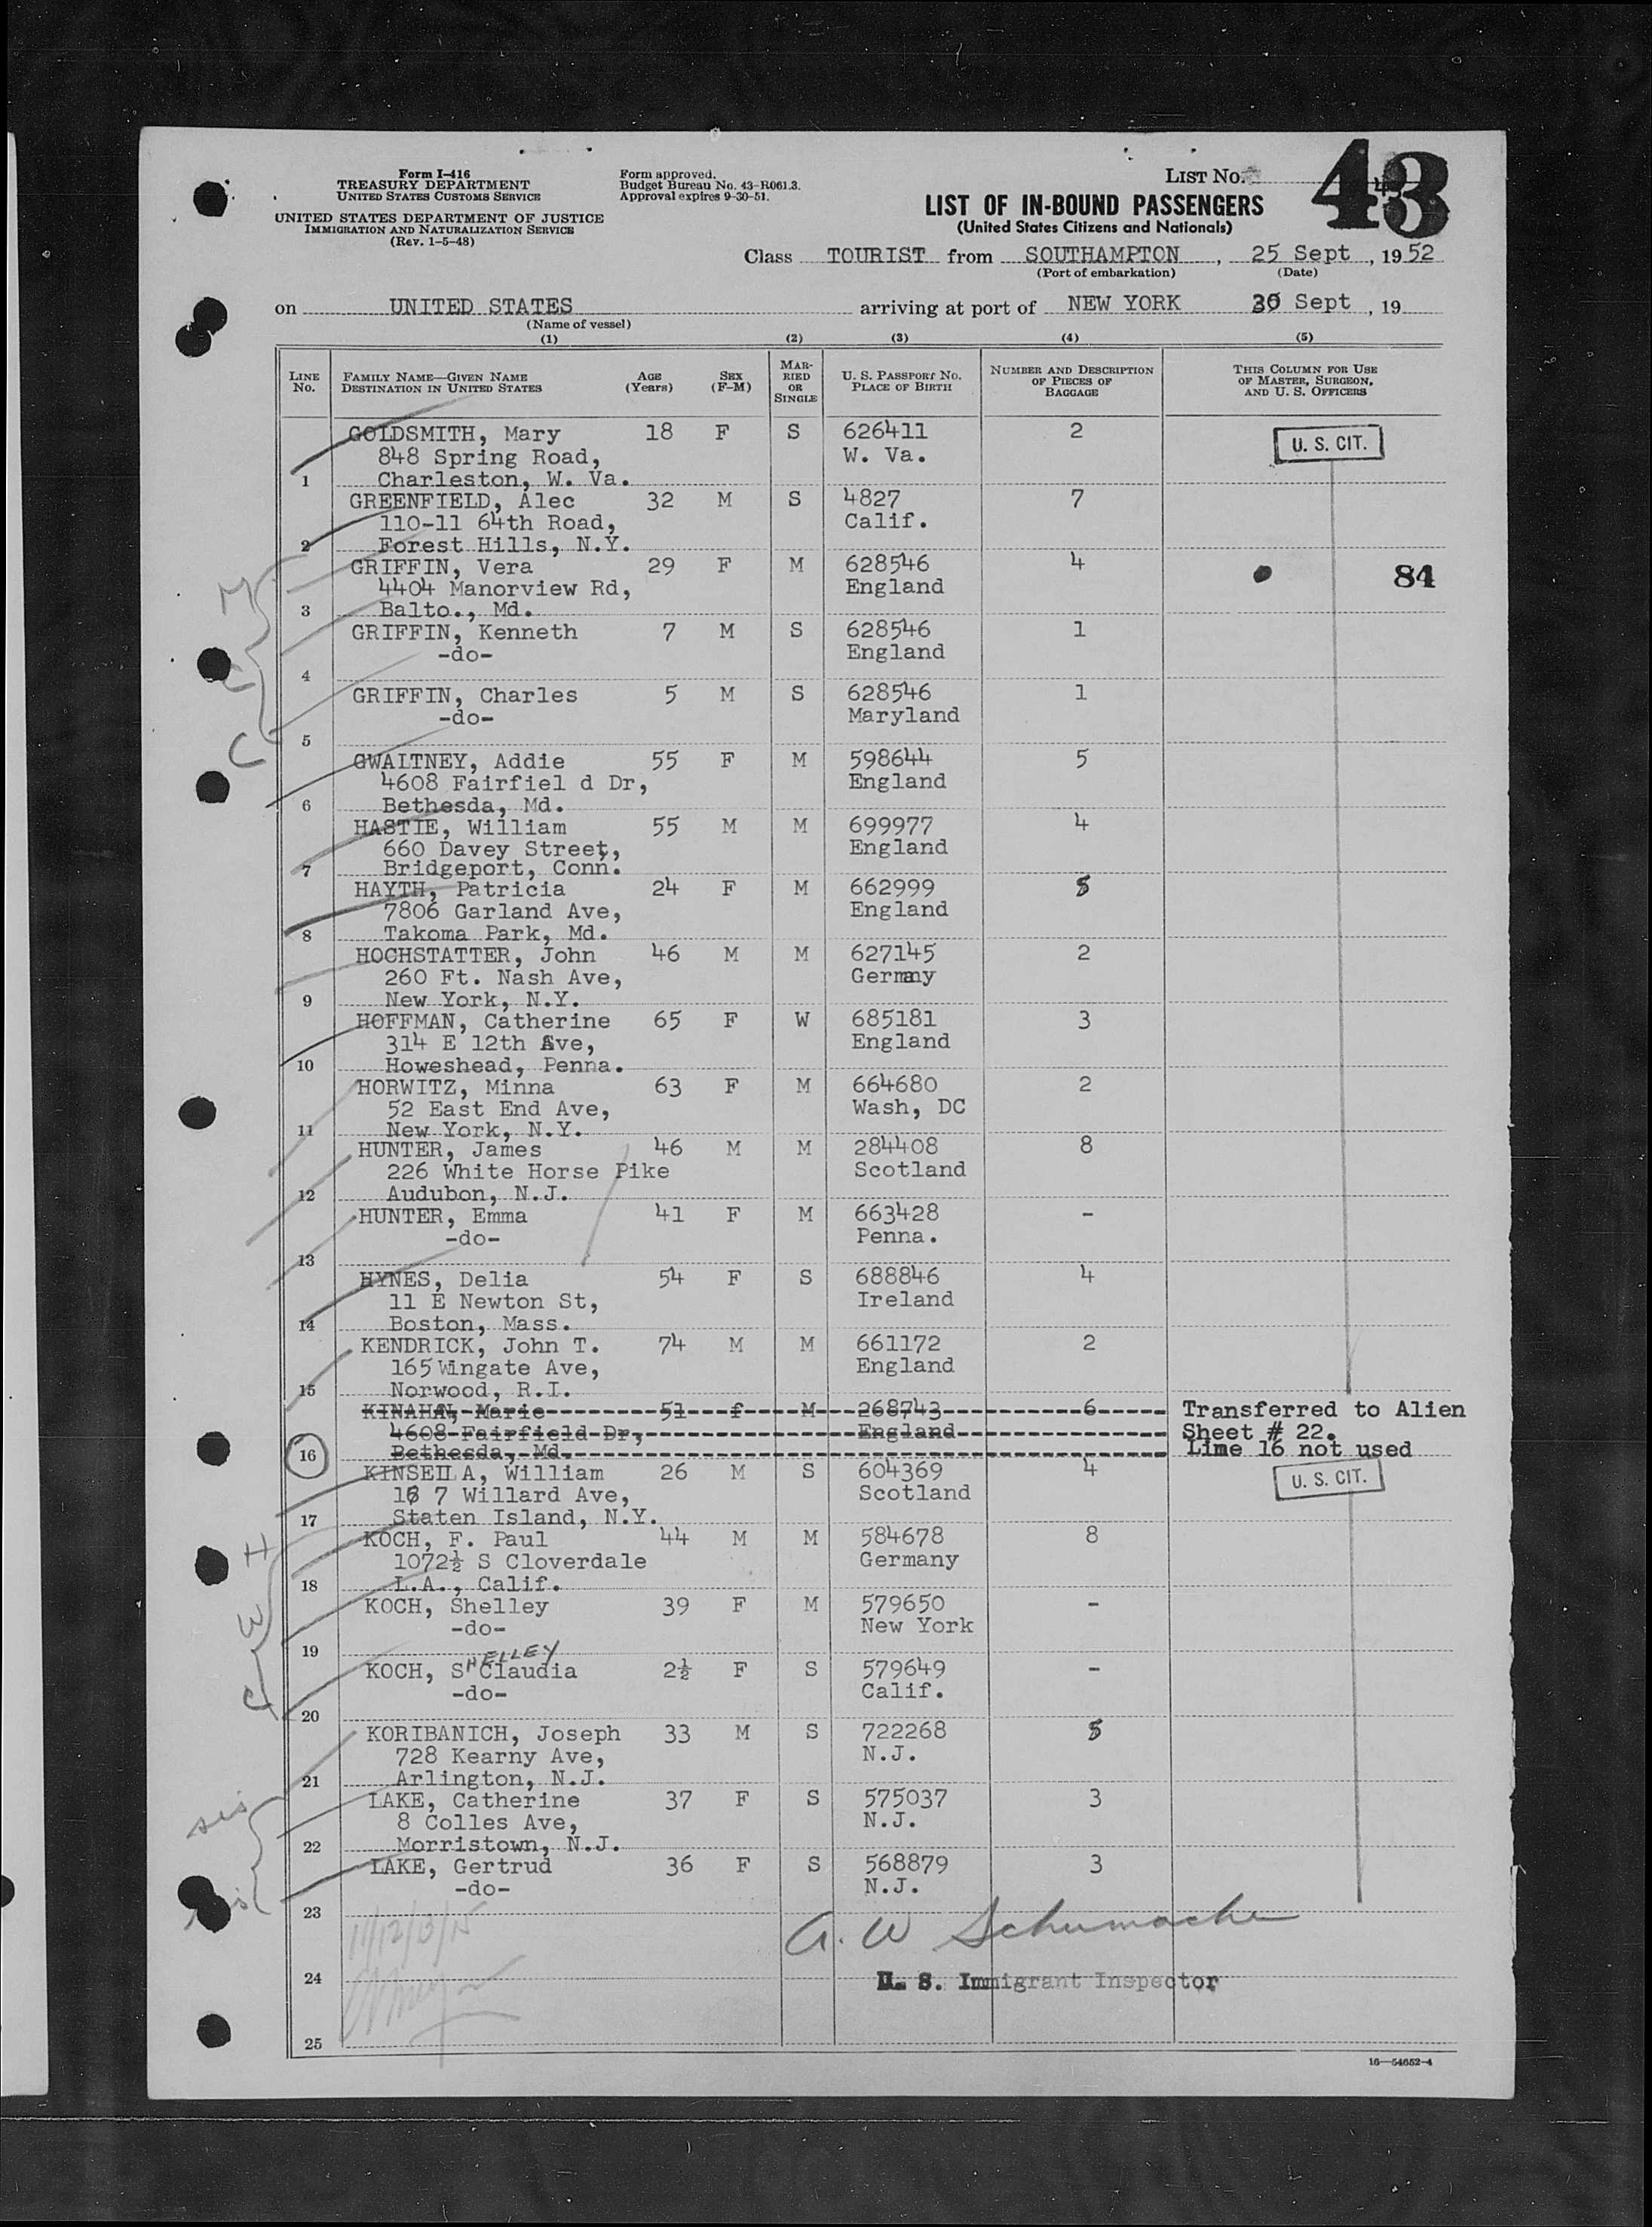 Form I-416
TREASURY DEPARTMENT
UNITED STATES CUSTOMS SERVICE
UNITED STATES DEPARTMENT OF JUSTICE
IMMIGRATION AND NATURALIZATION SERVICE
(Rev. 1-5-48)
Form approved.
Budget Bureau No. 43-R061.3.
Approval expires 9-30-51.
LIST NO. 43
LIST OF IN-BOUND PASSENGERS
(United States Citizens and Nationals)
Class TOURIST from SOUTHAMPTON , 25 Sept , 19 52
(Port of embarkation) (Date)
on UNITED STATES arriving at port of NEW YORK 30 Sept , 19
(Name of vessel)
(1) (2) (3) (4) (5)
LINE NO. FAMILY NAME—GIVEN NAME DESTINATION IN UNITED STATES AGE (Years) SEX (F-M) MARRIED OR SINGLE U. S. PASSPORT NO. PLACE OF BIRTH NUMBER AND DESCRIPTION OF PIECES OF BAGGAGE THIS COLUMN FOR USE OF MASTER, SURGEON, AND U. S. OFFICERS
GOLDSMITH, Mary 18 F S 626411 2 U. S. CIT.
848 Spring Road, W. Va.
1 Charleston, W. Va.
GREENFIELD, Alec 32 M S 4827 7
110-11 64th Road, Calif.
2 Forest Hills, N.Y.
GRIFFIN, Vera 29 F M 628546 4 84
4404 Manorview Rd, England
3 Balto., Md.
M
GRIFFIN, Kenneth 7 M S 628546 1
-do- England
4
C
GRIFFIN, Charles 5 M S 628546 1
-do- Maryland
5
C
GWAITNEY, Addie 55 F M 598644 5
4608 Fairfiel d Dr, England
6 Bethesda, Md.
HASTIE, William 55 M M 699977 4
660 Davey Street, England
7 Bridgeport, Conn.
HAYTH, Patricia 24 F M 662999 5
7806 Garland Ave, England
8 Takoma Park, Md.
HOCHSTATTER, John 46 M M 627145 2
260 Ft. Nash Ave, Germany
9 New York, N.Y.
HOFFMAN, Catherine 65 F W 685181 3
314 E 12th Ave, England
10 Howeshead, Penna.
HORWITZ, Minna 63 F M 664680 2
52 East End Ave, Wash, DC
11 New York, N.Y.
HUNTER, James 46 M M 284408 8
226 White Horse Pike Scotland
12 Audubon, N.J.
HUNTER, Emma 41 F M 663428 -
-do- Penna.
13
HYNES, Delia 54 F S 688846 4
11 E Newton St, Ireland
14 Boston, Mass.
KENDRICK, John T. 74 M M 661172 2
165 Wingate Ave, England
15 Norwood, R.I.
KINAHAN, Marie 51 f M 268743 6 Transferred to Alien
4608 Fairfield Dr, England Sheet # 22.
16 Bethesda, Md. Lime 16 not used
KINSELLA, William 26 M S 604369 4 U. S. CIT.
7 Willard Ave, Scotland
17 Staten Island, N.Y.
KOCH, F. Paul 44 M M 584678 8
1072½ S Cloverdale Germany
18 L.A., Calif.
H
KOCH, Shelley 39 F M 579650 -
-do- New York
19
W
KOCH, SHELLEY Claudia 2½ F S 579649 -
-do- Calif.
20
C
KORIBANICH, Joseph 33 M S 722268 5
728 Kearny Ave, N.J.
21 Arlington, N.J.
LAKE, Catherine 37 F S 575037 3
8 Colles Ave, N.J.
22 Morristown, N.J.
sis
LAKE, Gertrud 36 F S 568879 3
-do- N.J.
23
sis
A. W Schumacher
24 U. S. Immigrant Inspector
25
16—54652-4